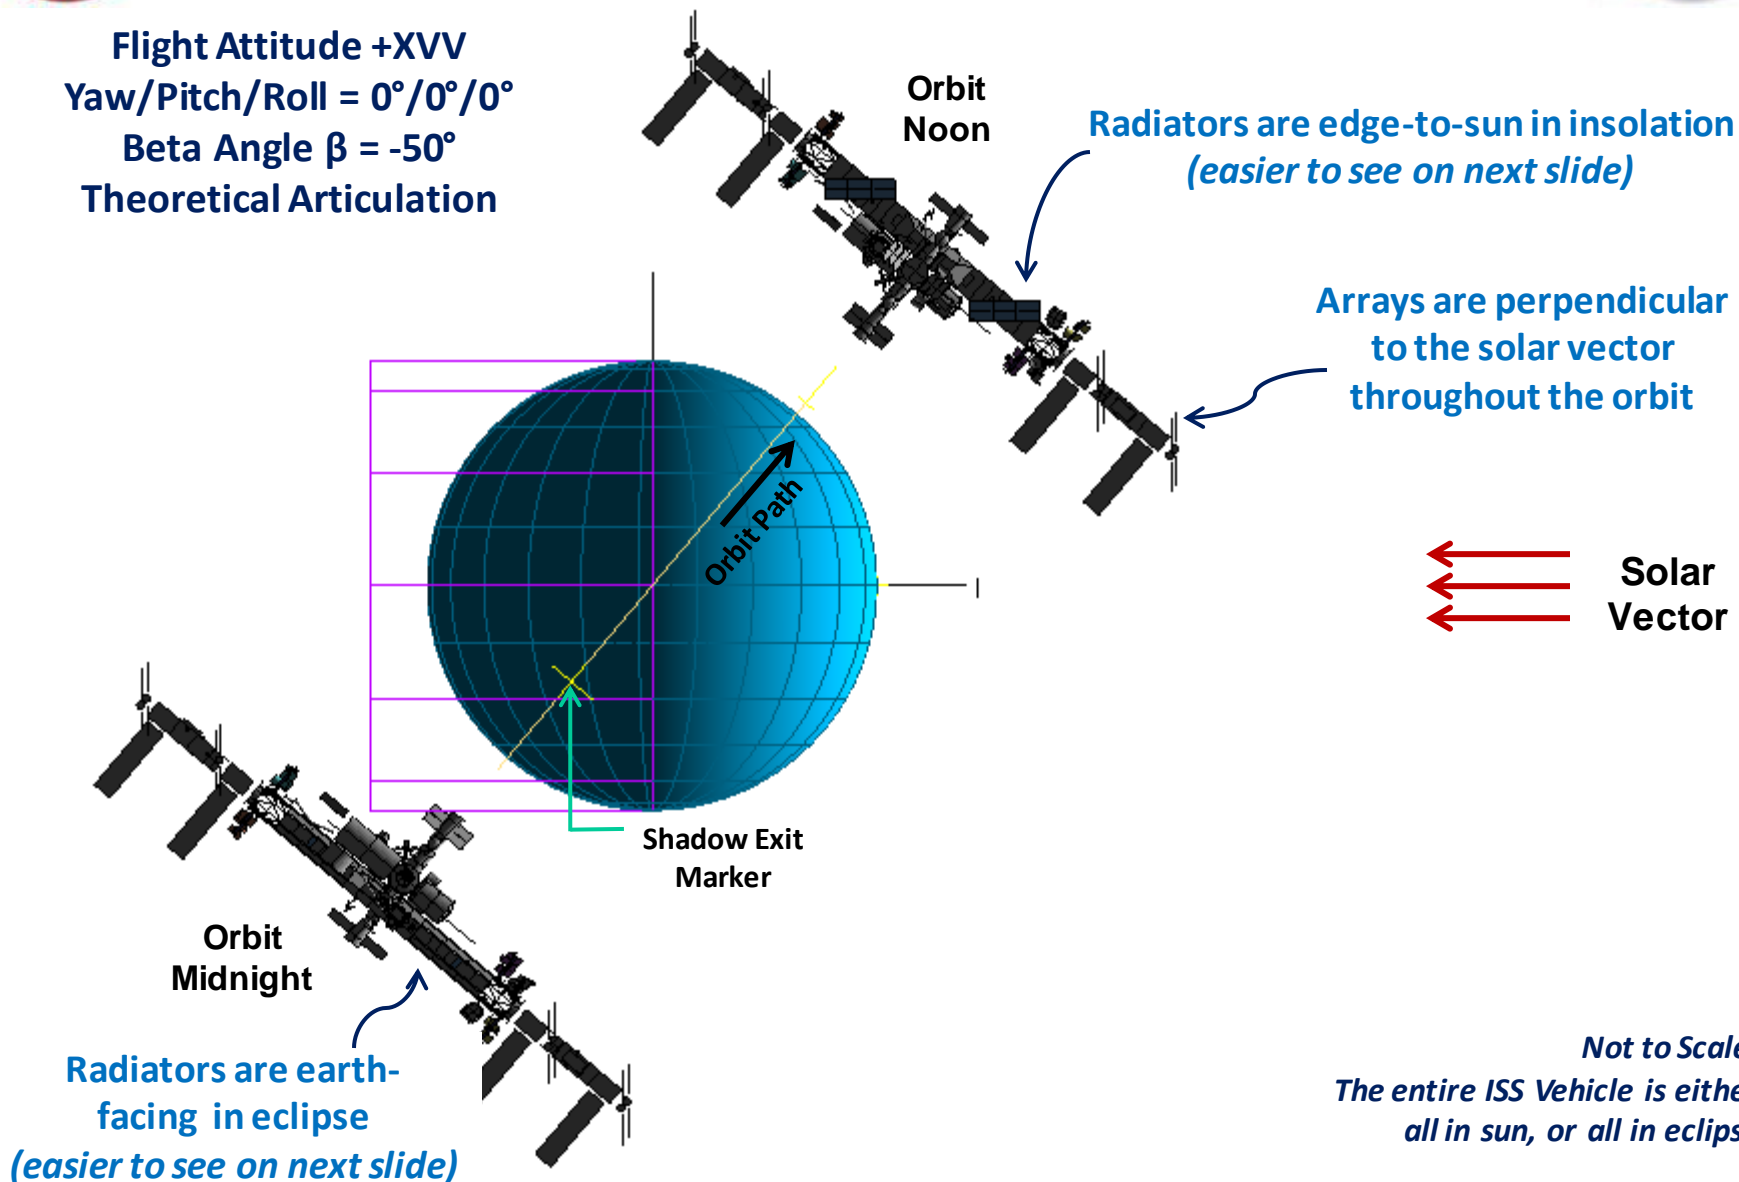 Flight Attitude +XVV
Yaw/Pitch/Roll = 0°/0°/0°
Beta Angle β = -50°
Theoretical Articulation
Orbit
Noon
Radiators are edge-to-sun in insolation
(easier to see on next slide)
Arrays are perpendicular
to the solar vector
throughout the orbit
Orbit Path
Solar
Vector
Shadow Exit
Marker
Orbit
Midnight
Radiators are earth-
facing in eclipse
(easier to see on next slide)
Not to Scale
The entire ISS Vehicle is eithe
all in sun, or all in eclips